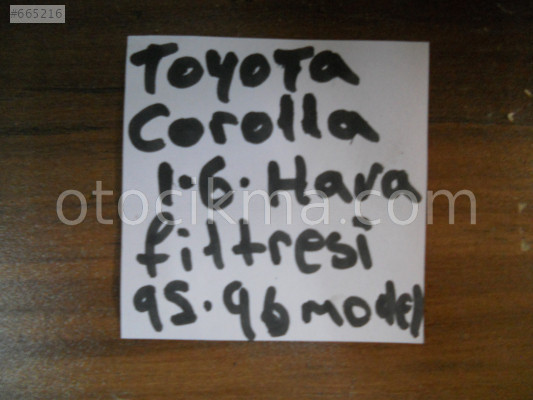 #665216
Toyota
Corolla
1.6. Hava
otocikma.com
filtresi
95.96 model